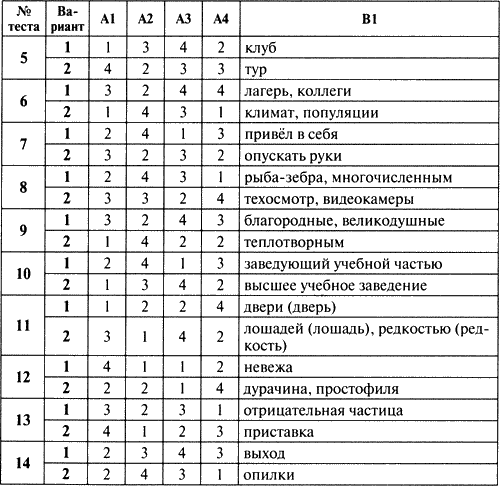 № теста Ва-риант А1 А2 А3 А4 В1
5 1 1 3 4 2 клуб
2 4 2 3 3 тур
6 1 3 2 4 4 лагерь, коллеги
2 1 4 3 1 климат, популяции
7 1 2 4 1 3 привёл в себя
2 3 2 3 2 опускать руки
8 1 2 4 3 1 рыба-зебра, многочисленным
2 3 3 2 4 техосмотр, видеокамеры
9 1 3 2 4 3 благородные, великодушные
2 1 4 2 2 теплотворным
10 1 2 4 1 3 заведующий учебной частью
2 1 3 4 2 высшее учебное заведение
11 1 1 2 2 4 двери (дверь)
2 3 1 4 2 лошадей (лошадь), редкостью (ред-
кость)
12 1 4 1 1 2 невежа
2 2 2 1 4 дурачина, простофиля
13 1 3 2 3 1 отрицательная частица
2 4 1 2 3 приставка
14 1 2 3 4 3 выход
2 2 4 3 1 опилки